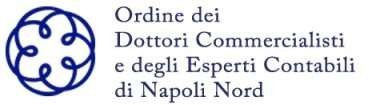 Ordine dei
Dottori Commercialisti
e degli Esperti Contabili
di Napoli Nord